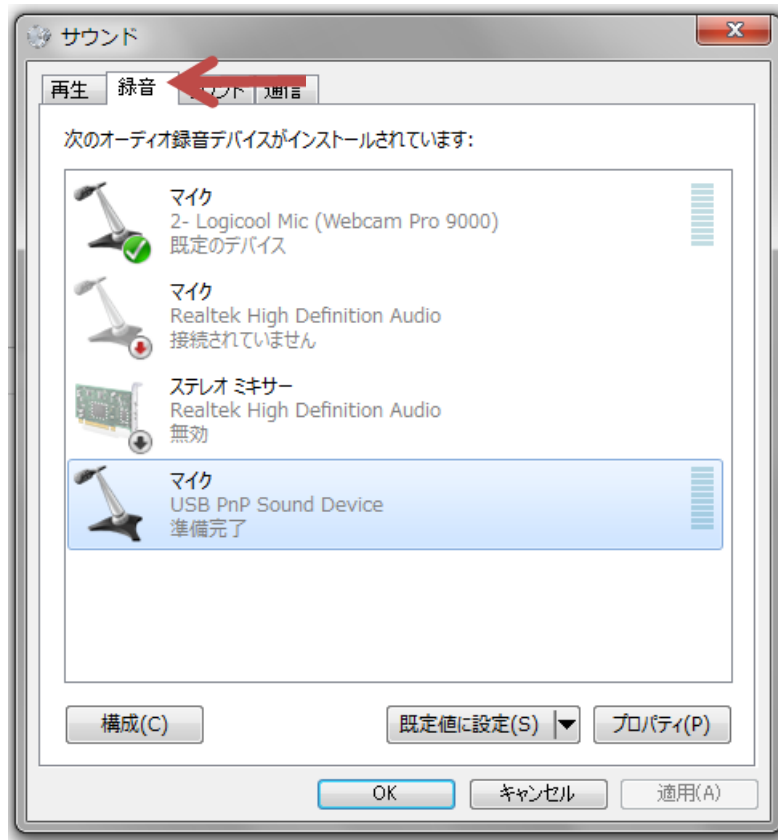 サウンド
再生 録音 サウンド 通信
次のオーディオ録音デバイスがインストールされています:
マイク
2- Logicool Mic (Webcam Pro 9000)
既定のデバイス
マイク
Realtek High Definition Audio
接続されていません
ステレオ ミキサー
Realtek High Definition Audio
無効
マイク
USB PnP Sound Device
準備完了
構成(C) 既定値に設定(S) プロパティ(P)
OK キャンセル 適用(A)